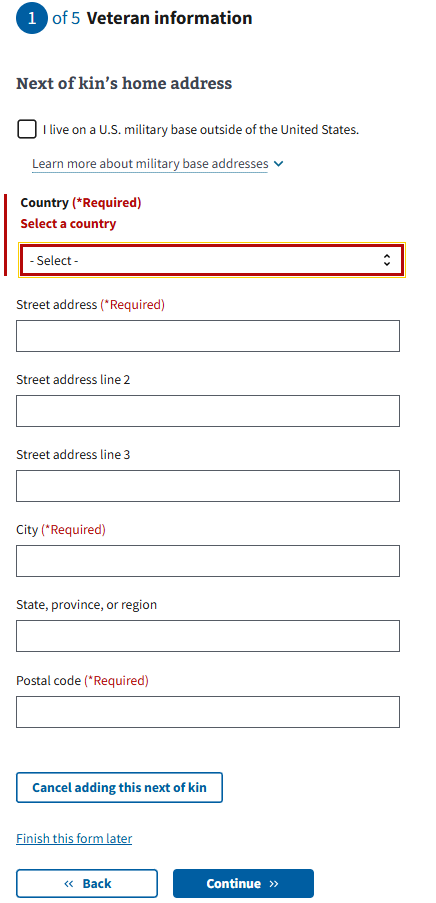 1 of 5 Veteran information
Next of kin’s home address
I live on a U.S. military base outside of the United States.
Learn more about military base addresses
Country (*Required)
Select a country
- Select -
Street address (*Required)
Street address line 2
Street address line 3
City (*Required)
State, province, or region
Postal code (*Required)
Cancel adding this next of kin
Finish this form later
« Back
Continue »